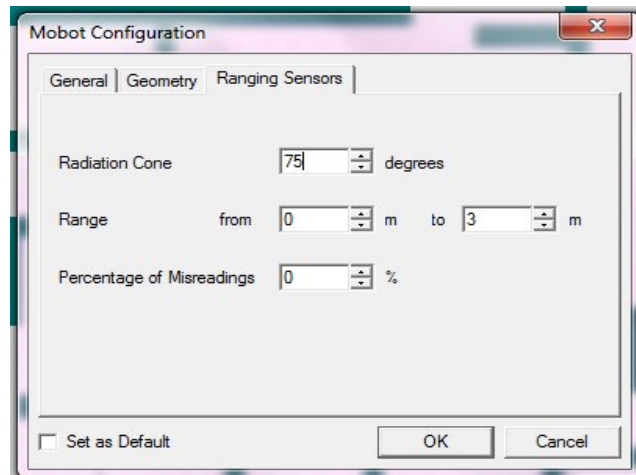 Mobot Configuration
General Geometry Ranging Sensors
Radiation Cone 75 degrees
Range from 0 m to 3 m
Percentage of Misreadings 0 %
Set as Default OK Cancel